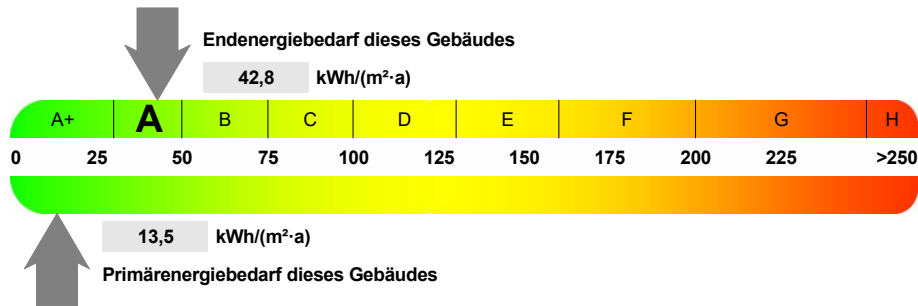 Endenergiebedarf dieses Gebäudes
42,8 kWh/(m²·a)
A+ A B C D E F G H
0 25 50 75 100 125 150 175 200 225 >250
13,5 kWh/(m²·a)
Primärenergiebedarf dieses Gebäudes